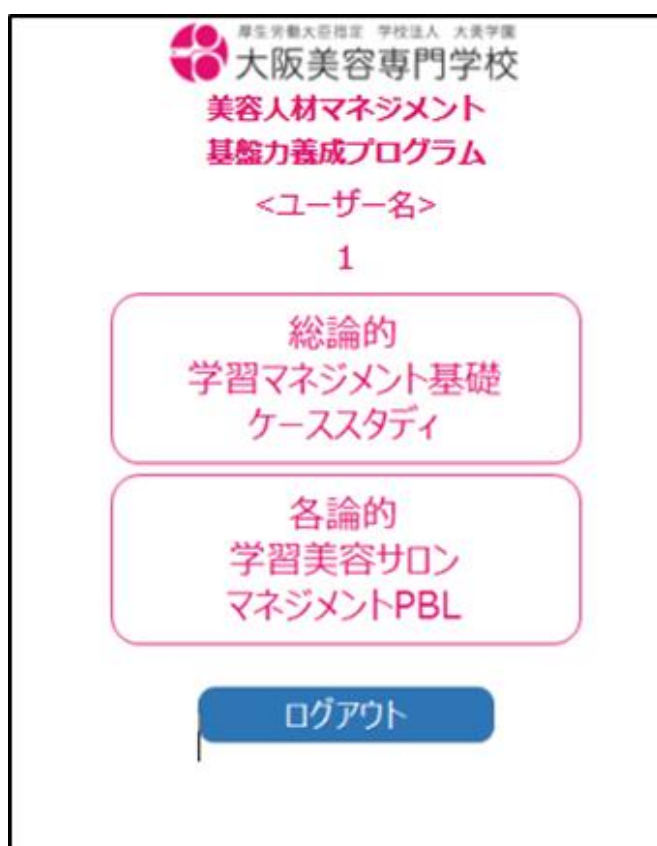 厚生労働大臣指定 学校法人 大美学園
大阪美容専門学校
美容人材マネジメント
基盤力養成プログラム
<ユーザー名>
1
総論的
学習マネジメント基礎
ケーススタディ
各論的
学習美容サロン
マネジメントPBL
ログアウト